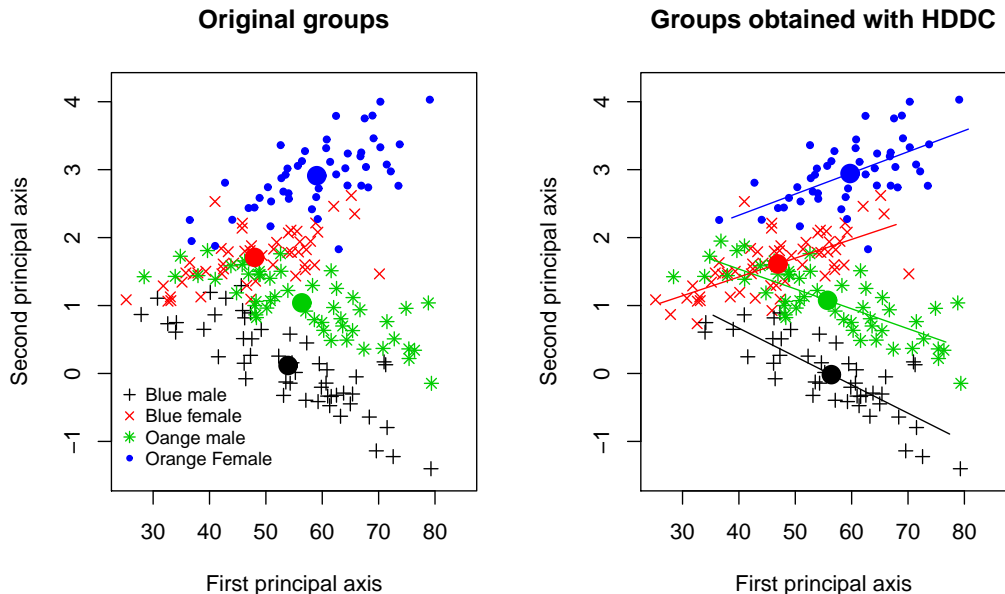 Original groups
Groups obtained with HDDC
Second principal axis
4
3
2
1
0
−1
Blue male
Blue female
Oange male
Orange Female
30 40 50 60 70 80
First principal axis
Second principal axis
4
3
2
1
0
−1
30 40 50 60 70 80
First principal axis